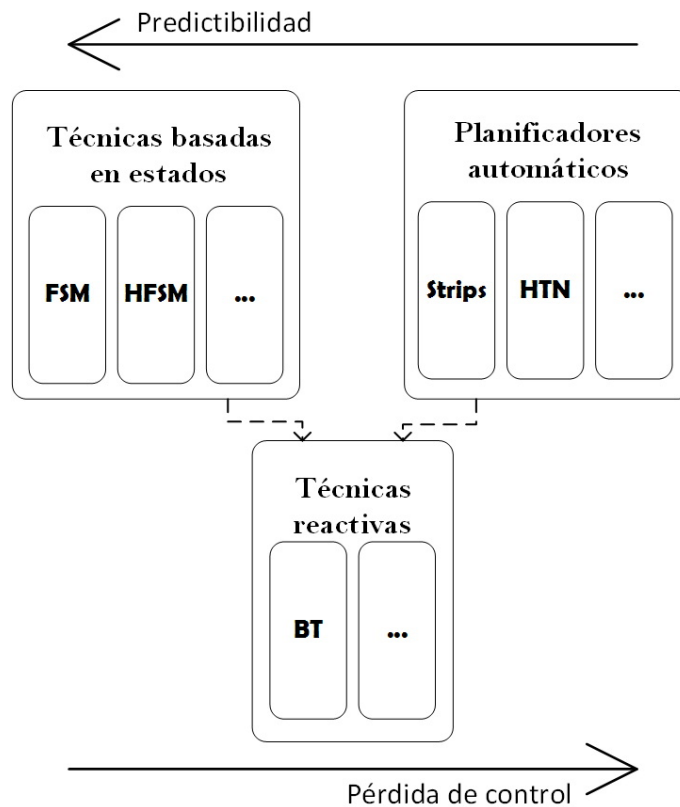 Predictibilidad
Técnicas basadas
en estados
FSM
HFSM
...
Planificadores
automáticos
Strips
HTN
...
Técnicas
reactivas
BT
...
Pérdida de control